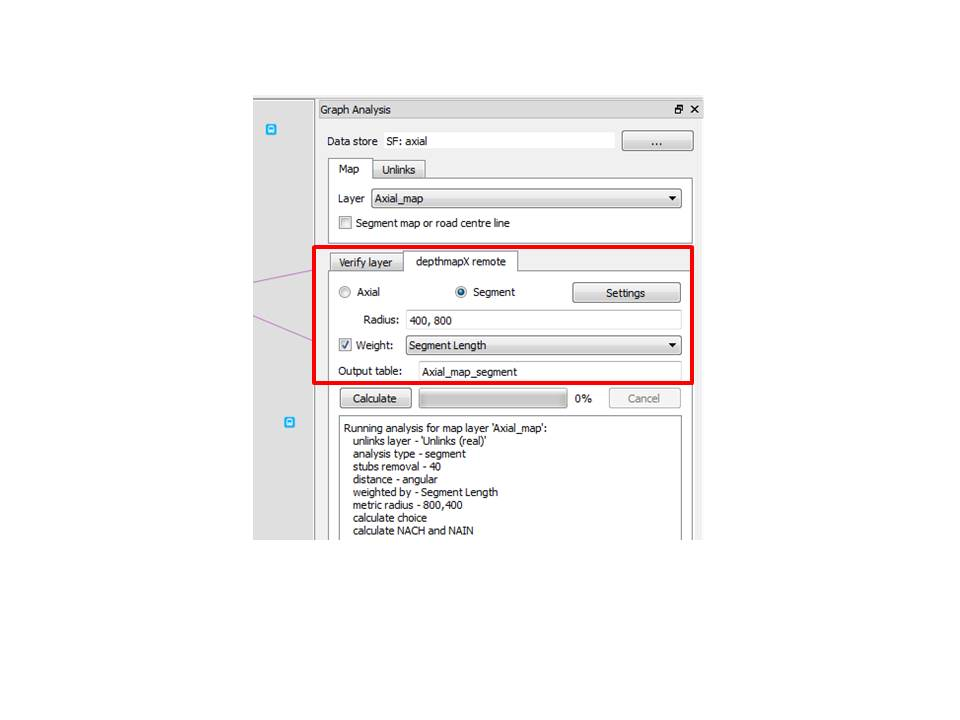 Graph Analysis
Data store SF: axial ...
Map Unlinks
Layer Axial_map
Segment map or road centre line
Verify layer depthmapX remote
Axial Segment Settings
Radius: 400, 800
Weight: Segment Length
Output table: Axial_map_segment
Calculate 0% Cancel
Running analysis for map layer 'Axial_map':
unlinks layer - 'Unlinks (real)'
analysis type - segment
stubs removal - 40
distance - angular
weighted by - Segment Length
metric radius - 800,400
calculate choice
calculate NACH and NAIN